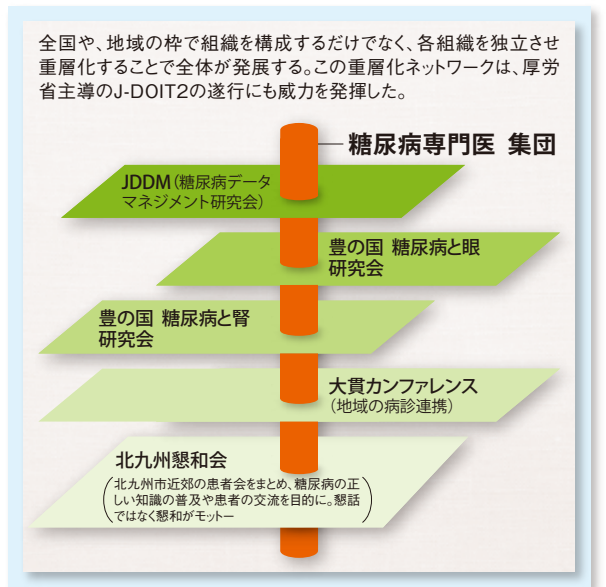 全国や、地域の枠で組織を構成するだけでなく、各組織を独立させ
重層化することで全体が発展する。この重層化ネットワークは、厚労
省主導のJ-DOIT2の遂行にも威力を発揮した。
糖尿病専門医 集団
JDDM(糖尿病データ
マネジメント研究会)
豊の国 糖尿病と眼
研究会
豊の国 糖尿病と腎
研究会
大貫カンファレンス
(地域の病診連携)
北九州懇和会
(北九州市近郊の患者会をまとめ、糖尿病の正
しい知識の普及や患者の交流を目的に。懇話
ではなく懇和がモットー)